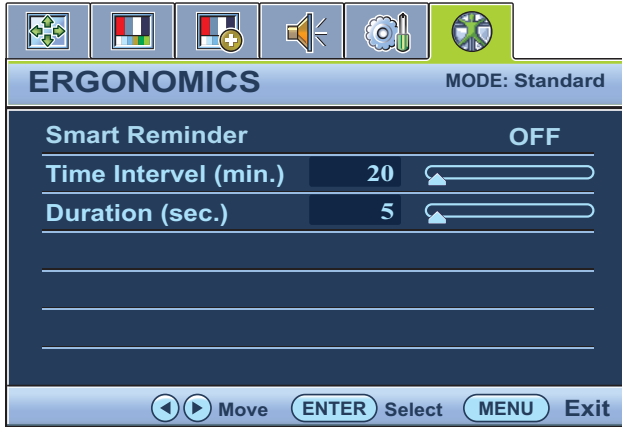 ERGONOMICS MODE: Standard
Smart Reminder OFF
Time Intervel (min.) 20
Duration (sec.) 5
Move ENTER Select MENU Exit